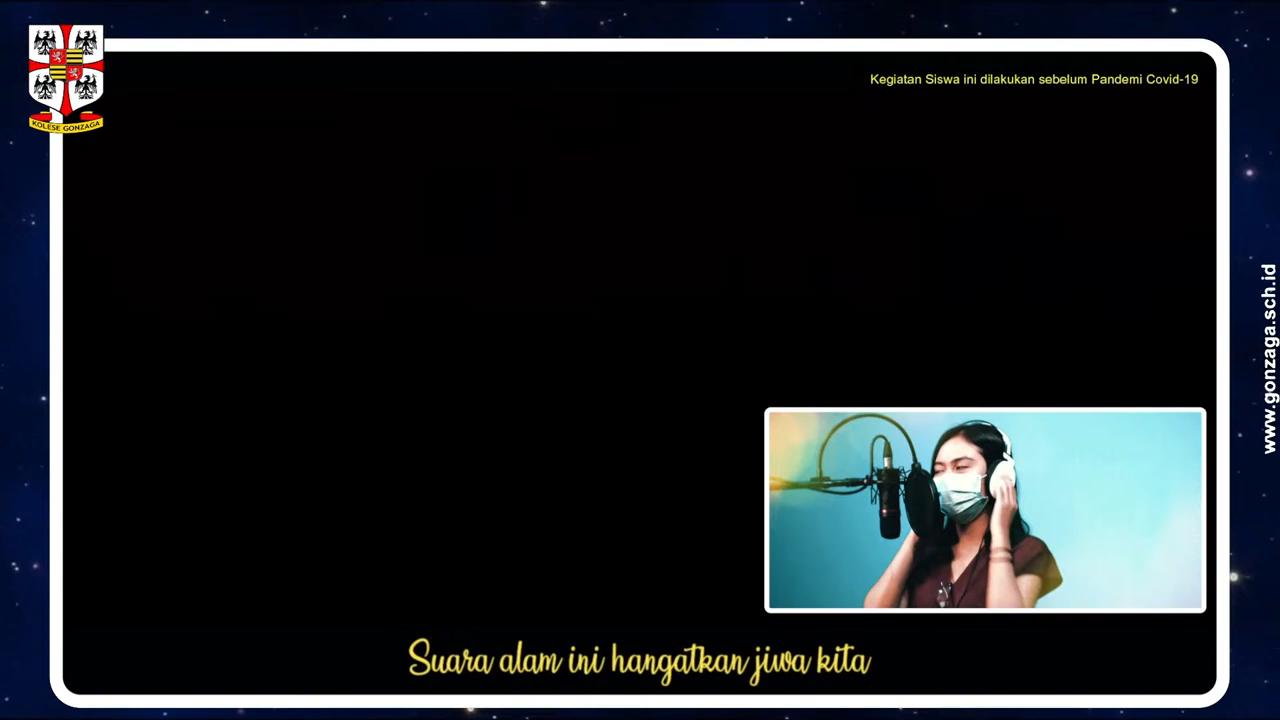 KOLESE GONZAGA
Kegiatan Siswa ini dilakukan sebelum Pandemi Covid-19
www.gonzaga.sch.id
Suara alam ini hangatkan jiwa kita